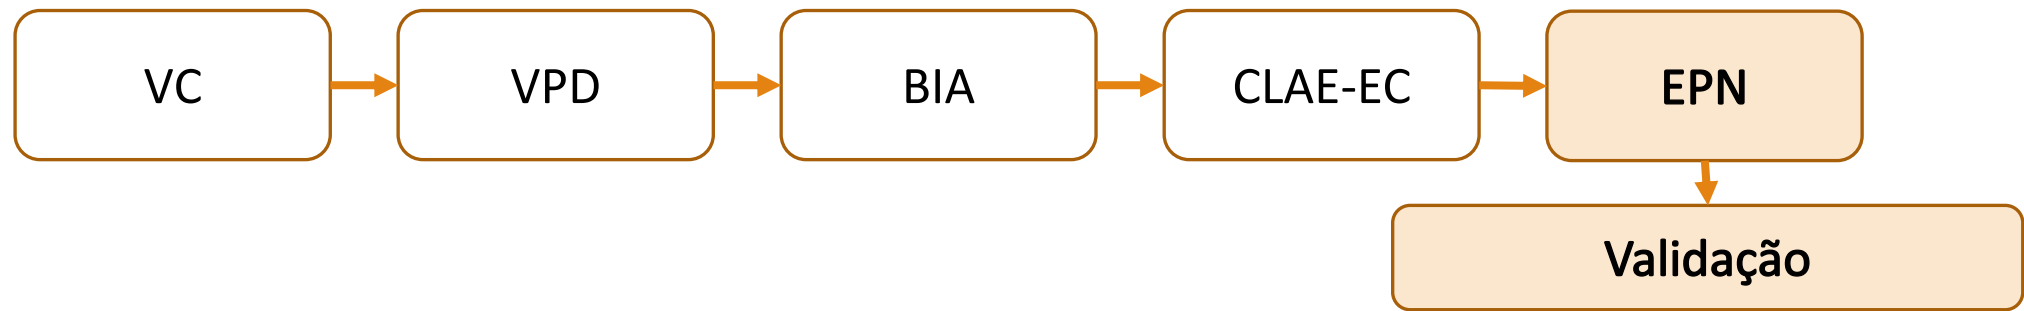 VC
VPD
BIA
CLAE-EC
EPN
Validação